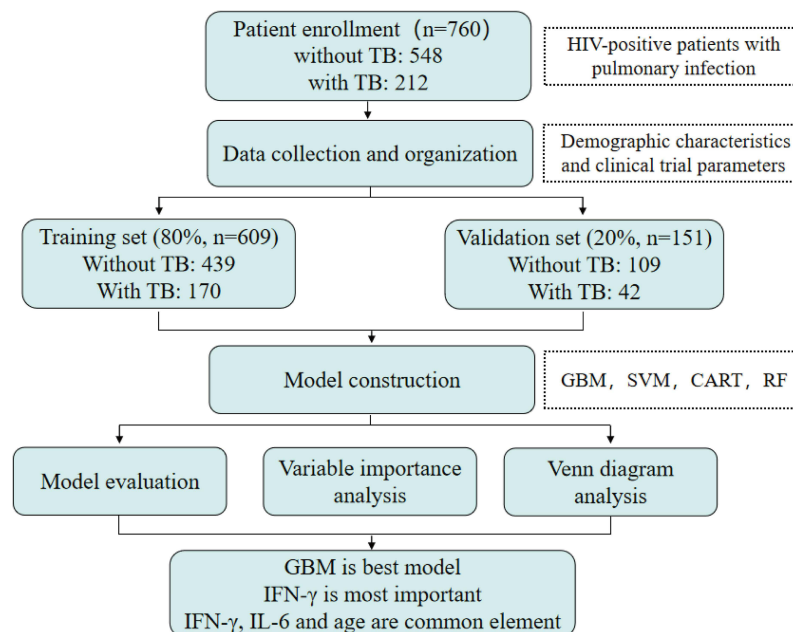 Patient enrollment (n=760)
without TB: 548
with TB: 212
HIV-positive patients with
pulmonary infection
Data collection and organization
Demographic characteristics
and clinical trial parameters
Training set (80%, n=609)
Without TB: 439
With TB: 170
Validation set (20%, n=151)
Without TB: 109
With TB: 42
Model construction
GBM, SVM, CART, RF
Model evaluation
Variable importance
analysis
Venn diagram
analysis
GBM is best model
IFN-γ is most important
IFN-γ, IL-6 and age are common element